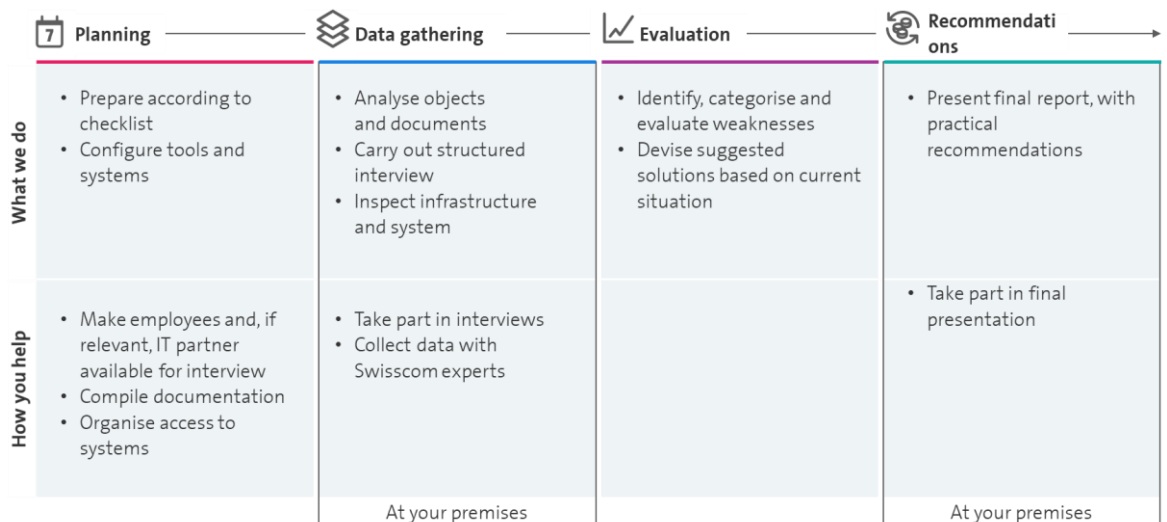 7
Planning
Data gathering
Evaluation
Recommendati
ons
What we do
• Prepare according to
checklist
• Configure tools and
systems
• Analyse objects
and documents
• Carry out structured
interview
• Inspect infrastructure
and system
• Identify, categorise and
evaluate weaknesses
• Devise suggested
solutions based on current
situation
• Present final report, with
practical
recommendations
How you help
• Make employees and, if
relevant, IT partner
available for interview
• Compile documentation
• Organise access to
systems
• Take part in interviews
• Collect data with
Swisscom experts
• Take part in final
presentation
At your premises
At your premises